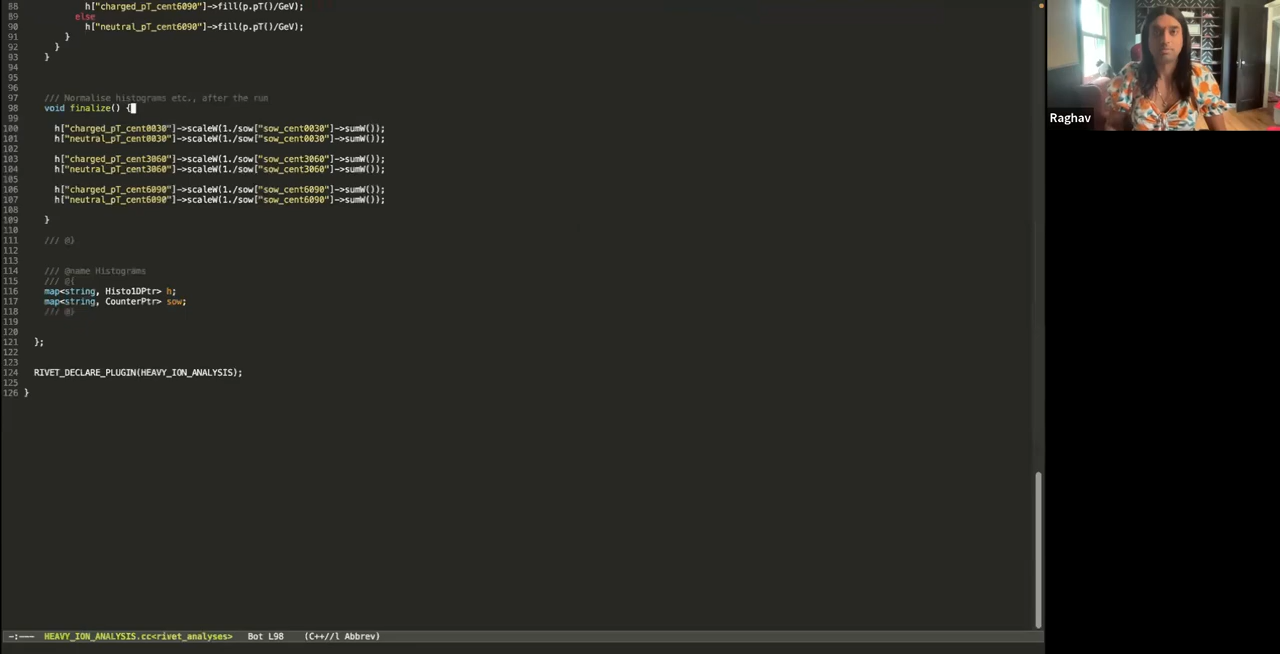 88 h["charged_pT_cent6090"]->fill(p.pT()/GeV);
89 else
90 h["neutral_pT_cent6090"]->fill(p.pT()/GeV);
91 }
92 }
93 }
94
95
96
97 /// Normalise histograms etc., after the run
98 void finalize() {
99
100 h["charged_pT_cent0030"]->scaleW(1./sow["sow_cent0030"]->sumW());
101 h["neutral_pT_cent0030"]->scaleW(1./sow["sow_cent0030"]->sumW());
102
103 h["charged_pT_cent3060"]->scaleW(1./sow["sow_cent3060"]->sumW());
104 h["neutral_pT_cent3060"]->scaleW(1./sow["sow_cent3060"]->sumW());
105
106 h["charged_pT_cent6090"]->scaleW(1./sow["sow_cent6090"]->sumW());
107 h["neutral_pT_cent6090"]->scaleW(1./sow["sow_cent6090"]->sumW());
108
109 }
110
111 /// @}
112
113
114 /// @name Histograms
115 /// @{
116 map<string, Histo1DPtr> h;
117 map<string, CounterPtr> sow;
118 /// @}
119
120
121 };
122
123
124 RIVET_DECLARE_PLUGIN(HEAVY_ION_ANALYSIS);
125
126 }
-:--- HEAVY_ION_ANALYSIS.cc<rivet_analyses> Bot L98 (C++//l Abbrev)
Raghav